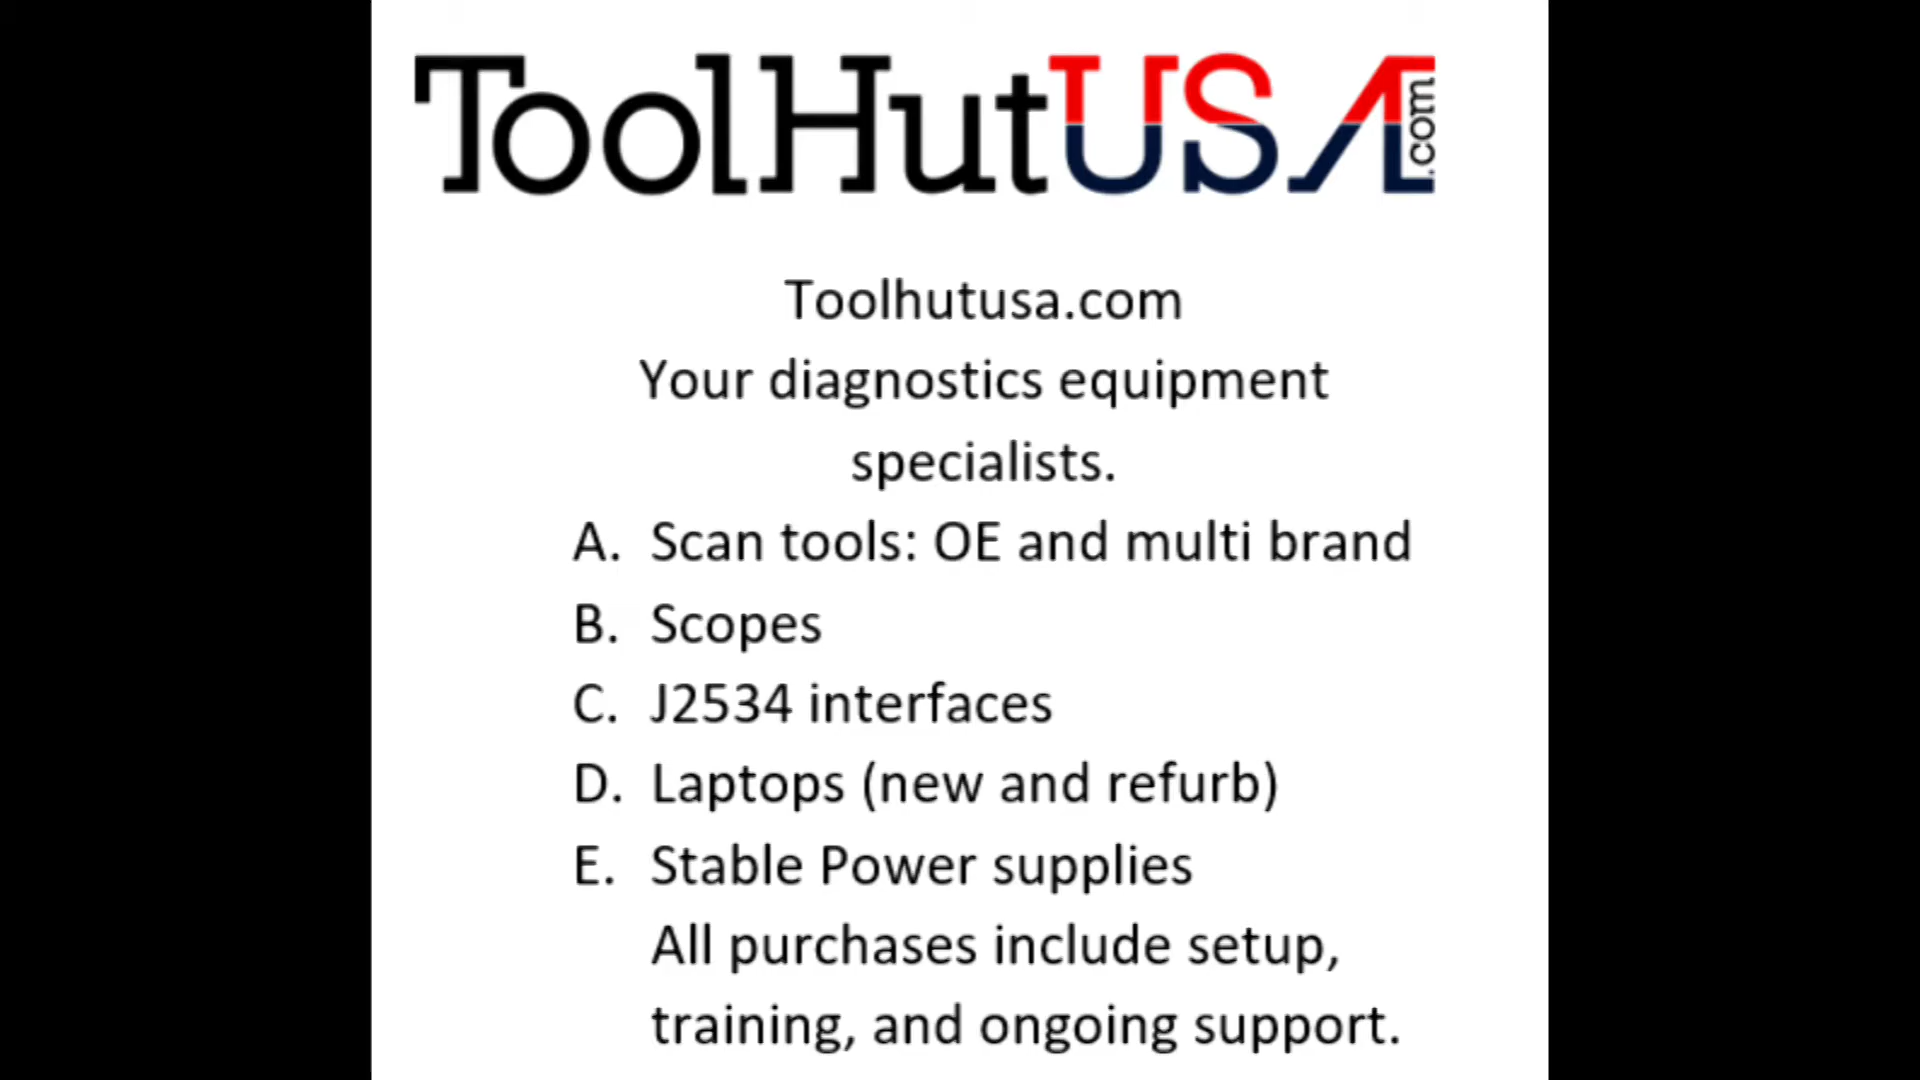 ToolHutUSA.com
Toolhutusa.com
Your diagnostics equipment
specialists.
A. Scan tools: OE and multi brand
B. Scopes
C. J2534 interfaces
D. Laptops (new and refurb)
E. Stable Power supplies
All purchases include setup,
training, and ongoing support.